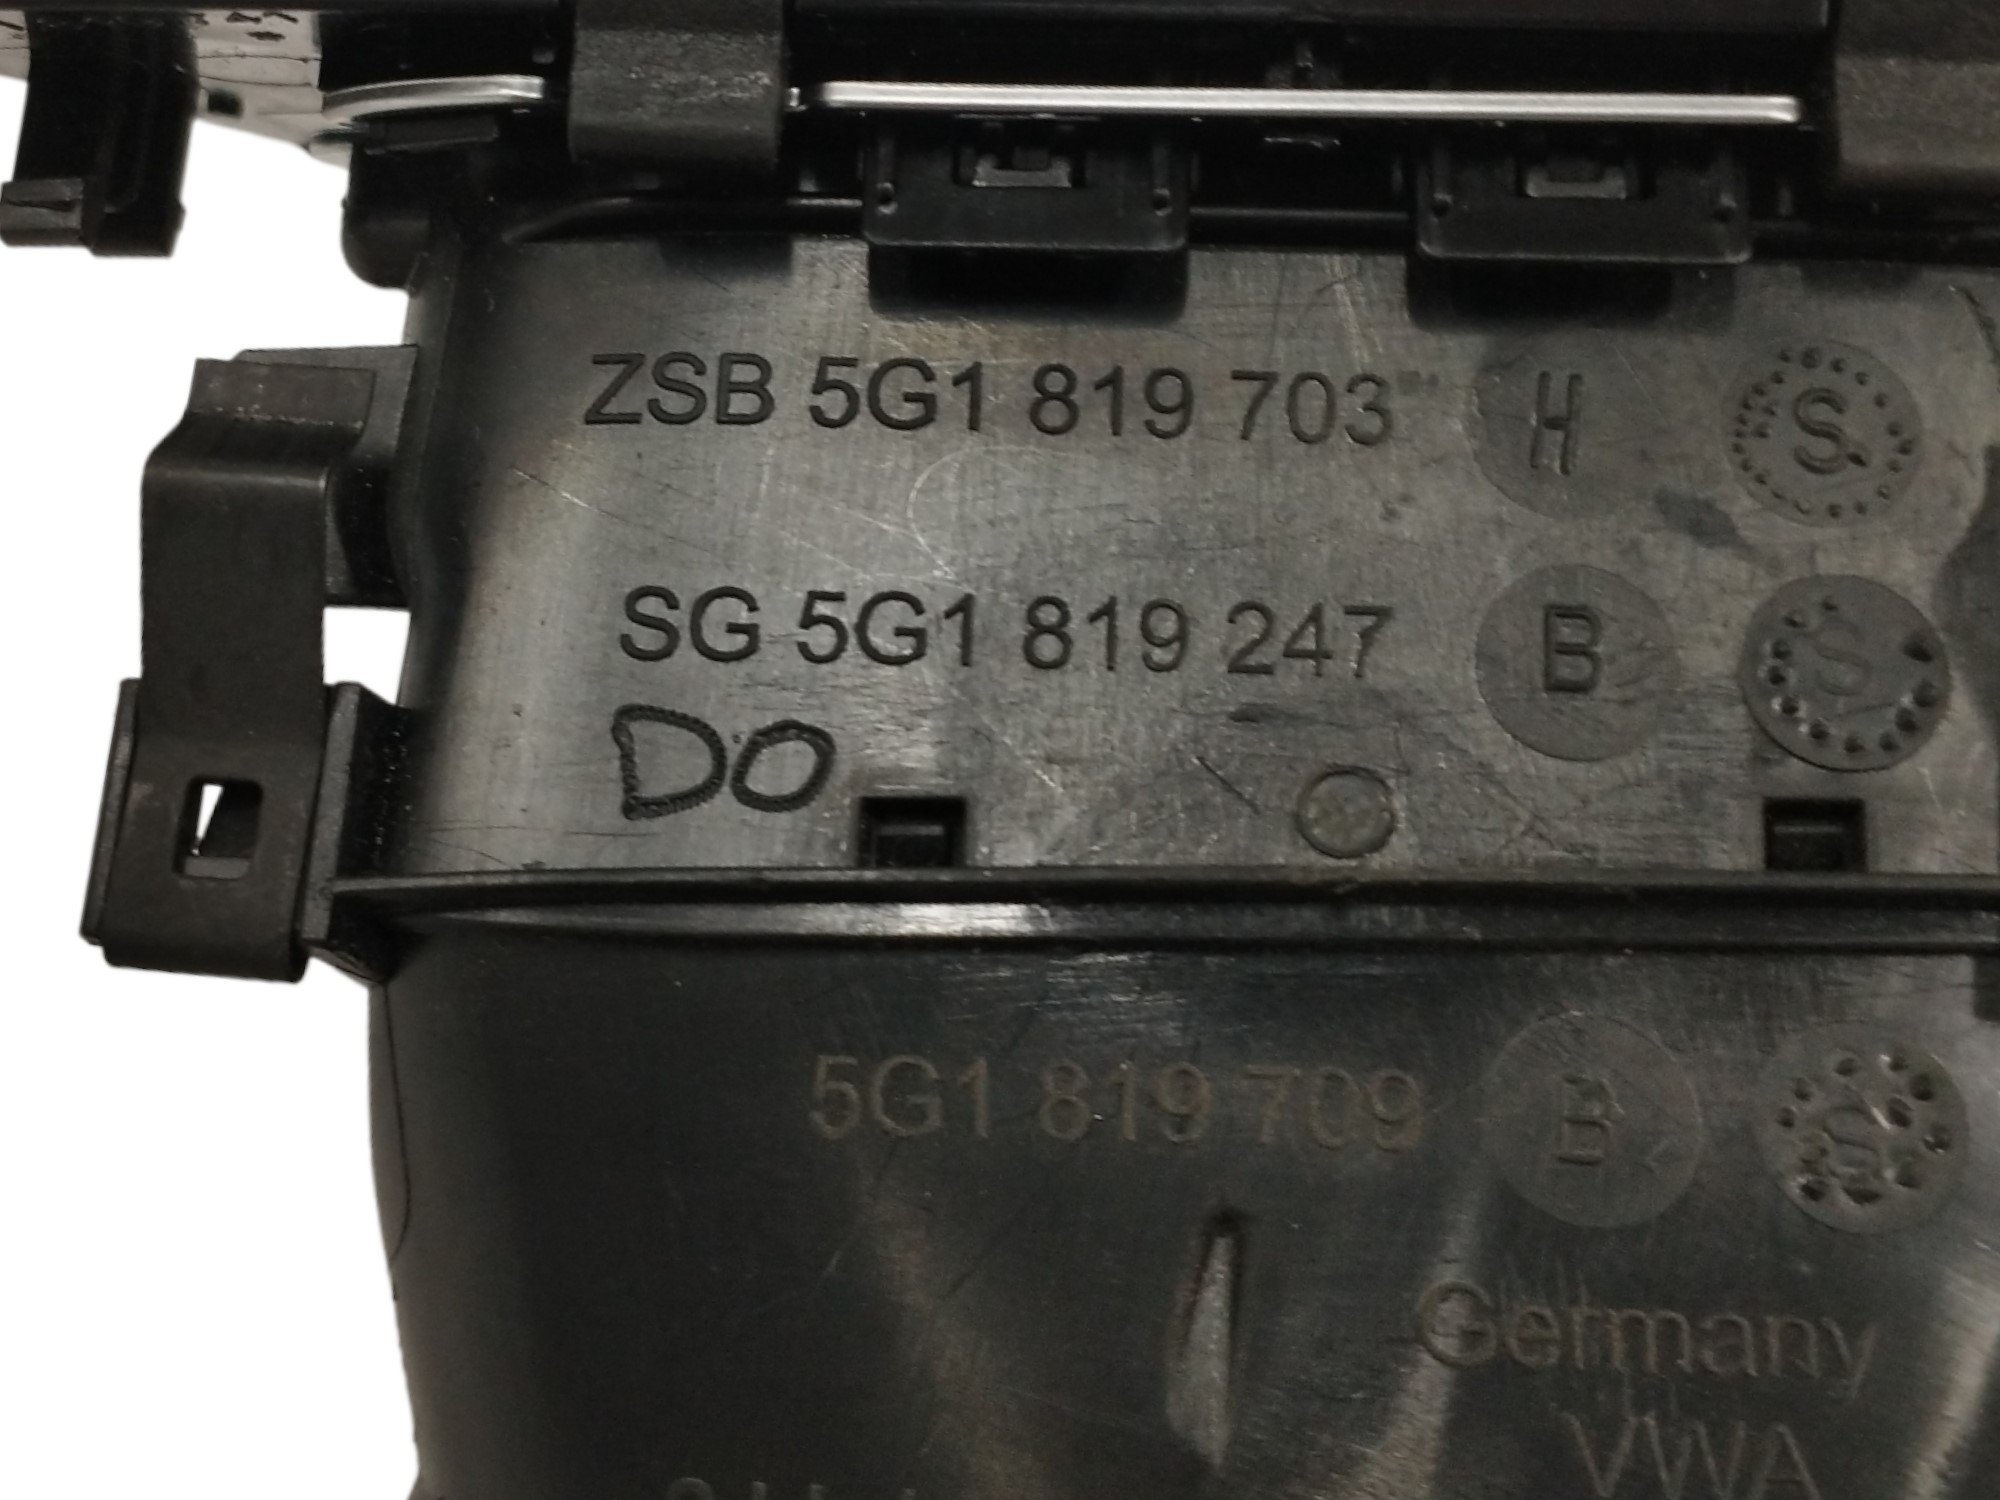 ZSB 5G1 819 703 H S
SG 5G1 819 247 B S
DO
5G1 819 709 B S
Germany
VWA